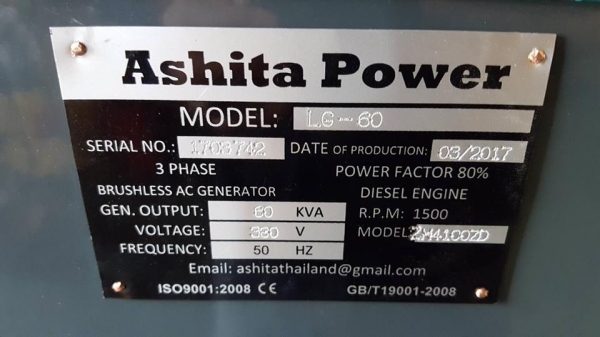 Ashita Power
MODEL: LG-60
SERIAL NO.: 1703742 DATE OF PRODUCTION: 03/2017
3 PHASE POWER FACTOR 80%
BRUSHLESS AC GENERATOR DIESEL ENGINE
GEN. OUTPUT: 60 KVA R.P.M: 1500
VOLTAGE: 380 V MODEL:
FREQUENCY: 50 HZ
Email: ashitathailand@gmail.com
ISO9001:2008 CE GB/T19001-2008